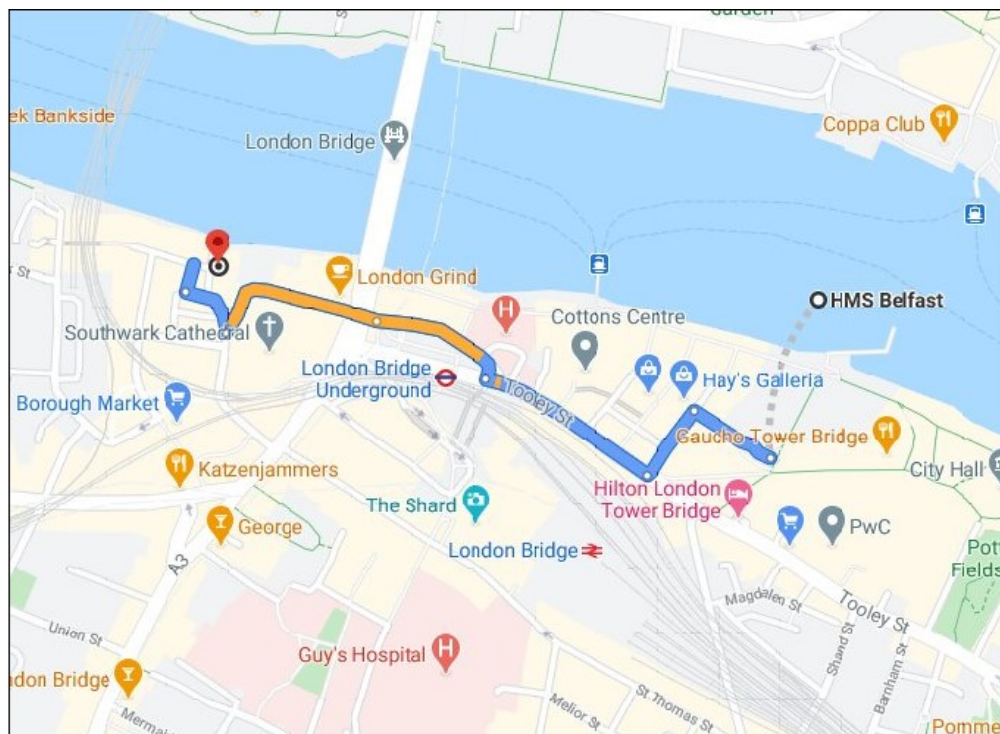 Garden
Coppa Club
ek Bankside
London Bridge
HMS Belfast
London Grind
H
Cottons Centre
Southwark Cathedral
London Bridge
Underground
Hay's Galleria
Borough Market
Tooley St
Gaucho Tower Bridge
City Hall
Katzenjammers
Hilton London
Tower Bridge
The Shard
PwC
George
London Bridge
Pott
Fields
A3
Magdalen St
Tooley St
Union St
Guy's Hospital
H
Shand St
Barnham St
ndon Bridge
St Thomas St
Melior St
Mermai
Pomme